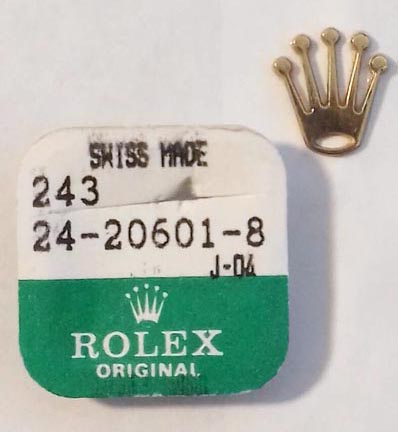 SWISS MADE
243
24-20601-8
J-04
ROLEX
ORIGINAL